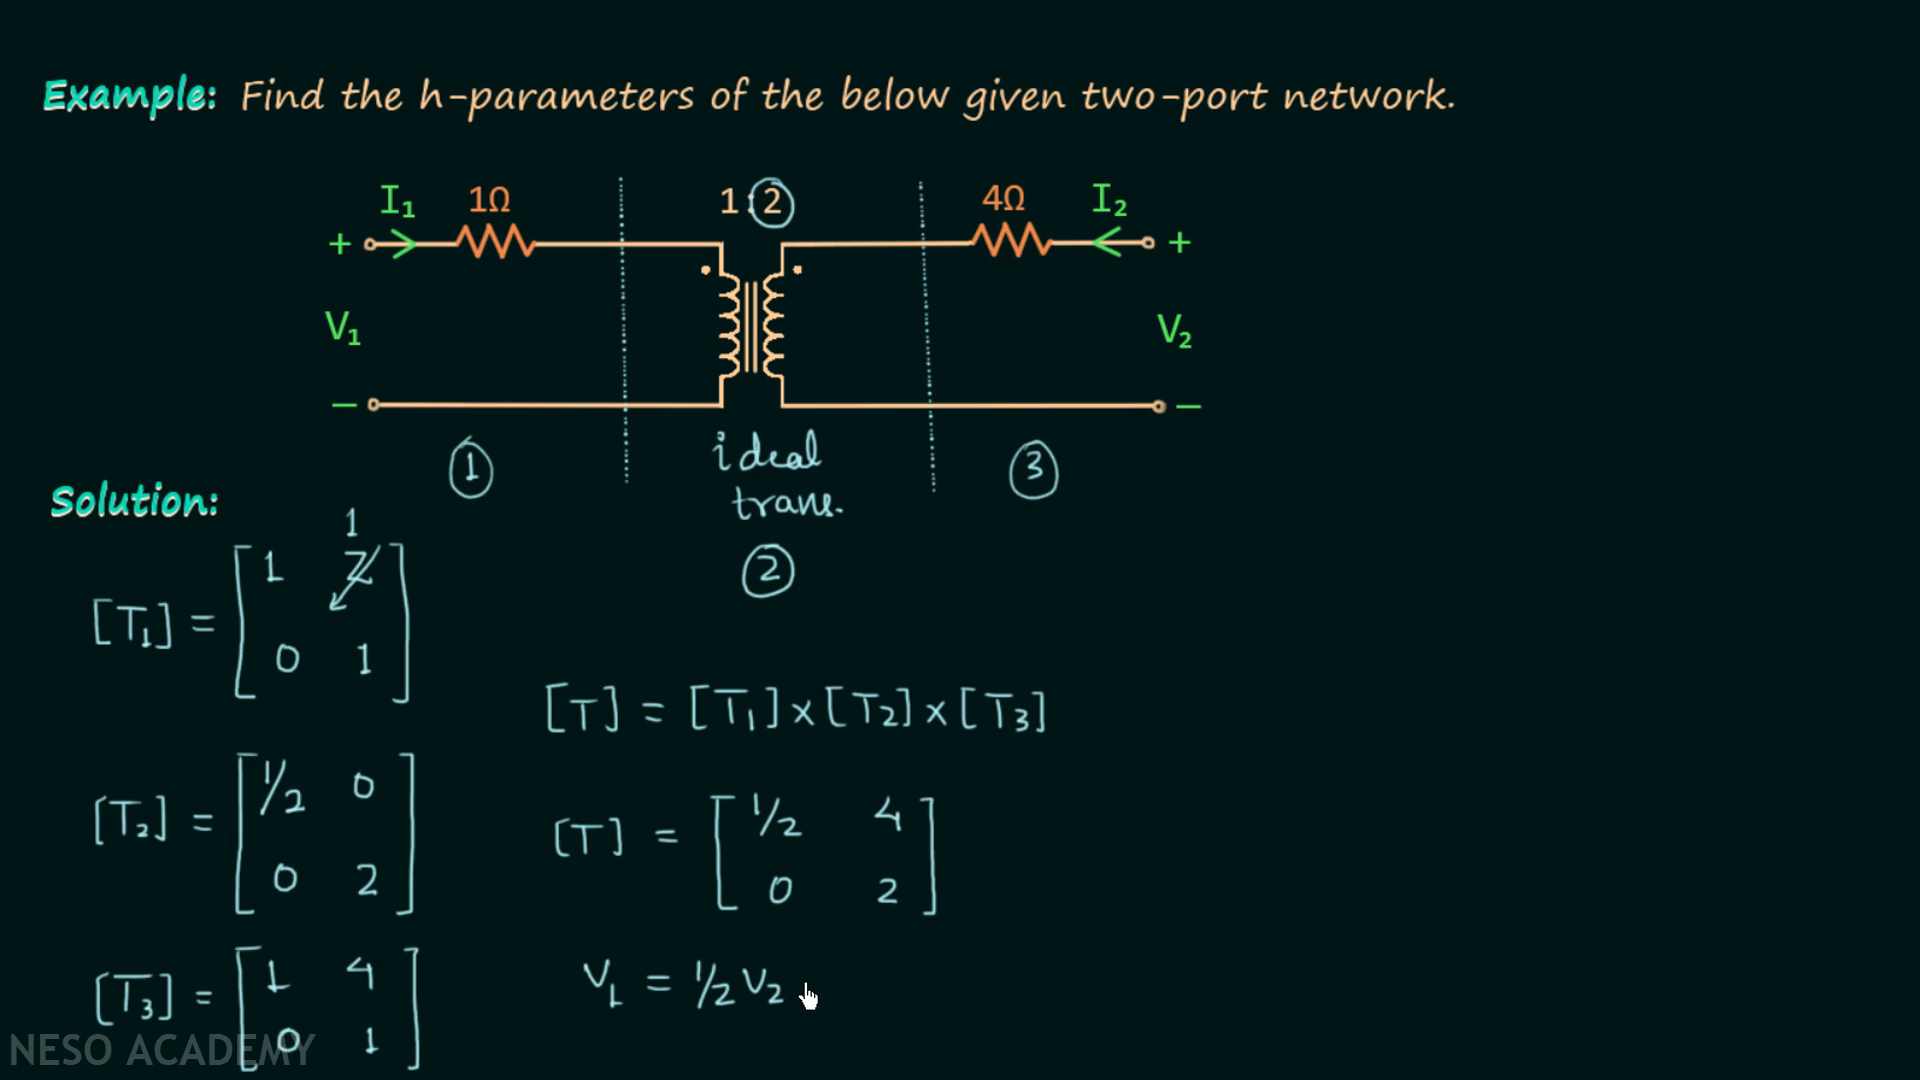 Example: Find the h-parameters of the below given two-port network.
I₁ 1Ω 1:2 4Ω I₂
+ +
V₁ V₂
− −
1 ideal 3
trans.
2
Solution:
1
[T₁] = [1 Z
0 1]
[T] = [T₁] x [T₂] x [T₃]
[T₂] = [1/2 0
0 2]
[T] = [1/2 4
0 2]
[T₃] = [1 4
0 1]
V₁ = 1/2 V₂
NESO ACADEMY